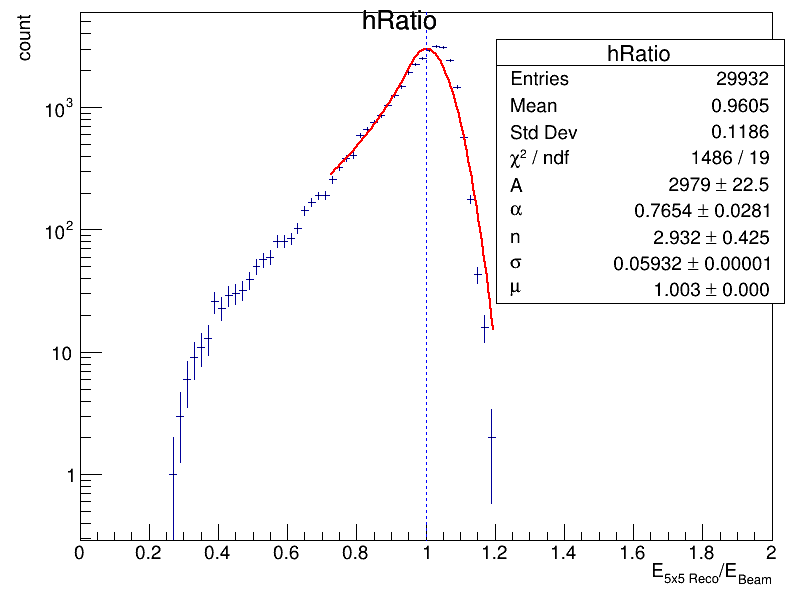 hRatio
count
hRatio
Entries 29932
Mean 0.9605
Std Dev 0.1186
χ² / ndf 1486 / 19
A 2979 ± 22.5
α 0.7654 ± 0.0281
n 2.932 ± 0.425
σ 0.05932 ± 0.00001
μ 1.003 ± 0.000
10³
10²
10
1
0 0.2 0.4 0.6 0.8 1 1.2 1.4 1.6 1.8 2
E5x5 Reco/EBeam